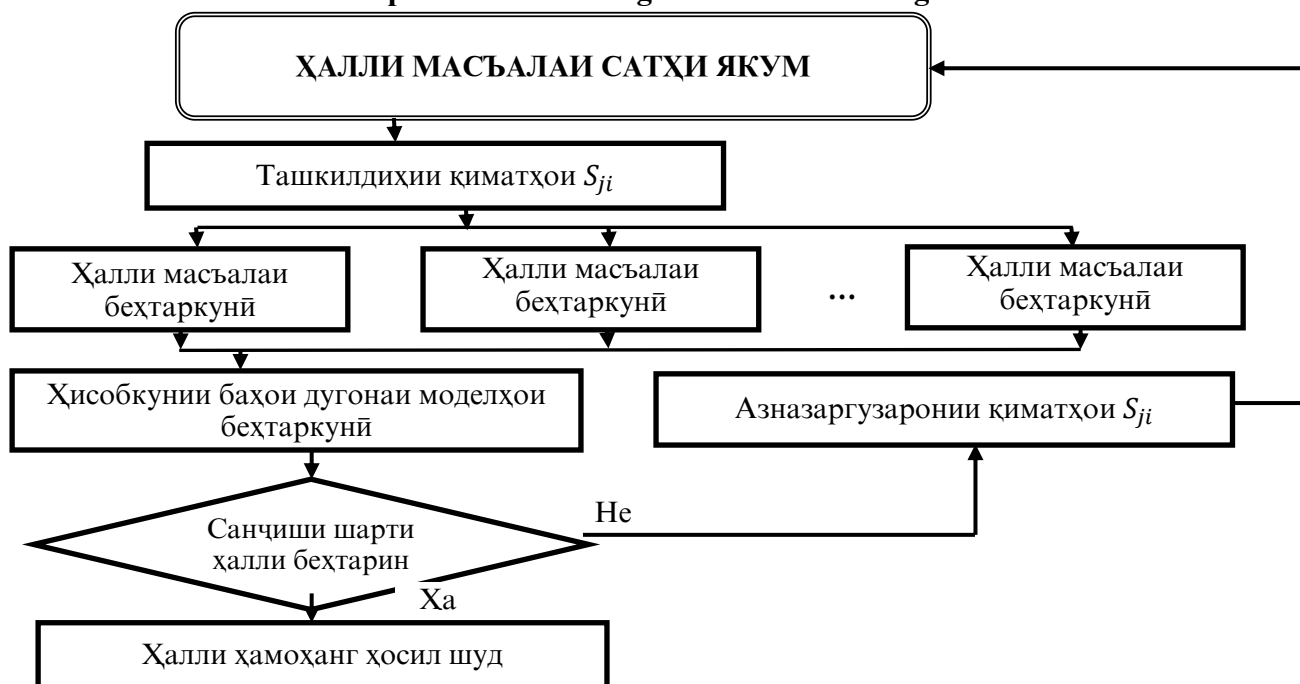 ҲАЛЛИ МАСЪАЛАИ САТҲИ ЯКУМ
Ташкилдиҳии қиматҳои S_{ji}
Ҳалли масъалаи
беҳтаркунӣ
Ҳалли масъалаи
беҳтаркунӣ
...
Ҳалли масъалаи
беҳтаркунӣ
Ҳисобкунии баҳои дугонаи моделҳои
беҳтаркунӣ
Азназаргузаронии қиматҳои S_{ji}
Санҷиши шарти
ҳалли беҳтарин
Не
Ха
Ҳалли ҳамоҳанг ҳосил шуд